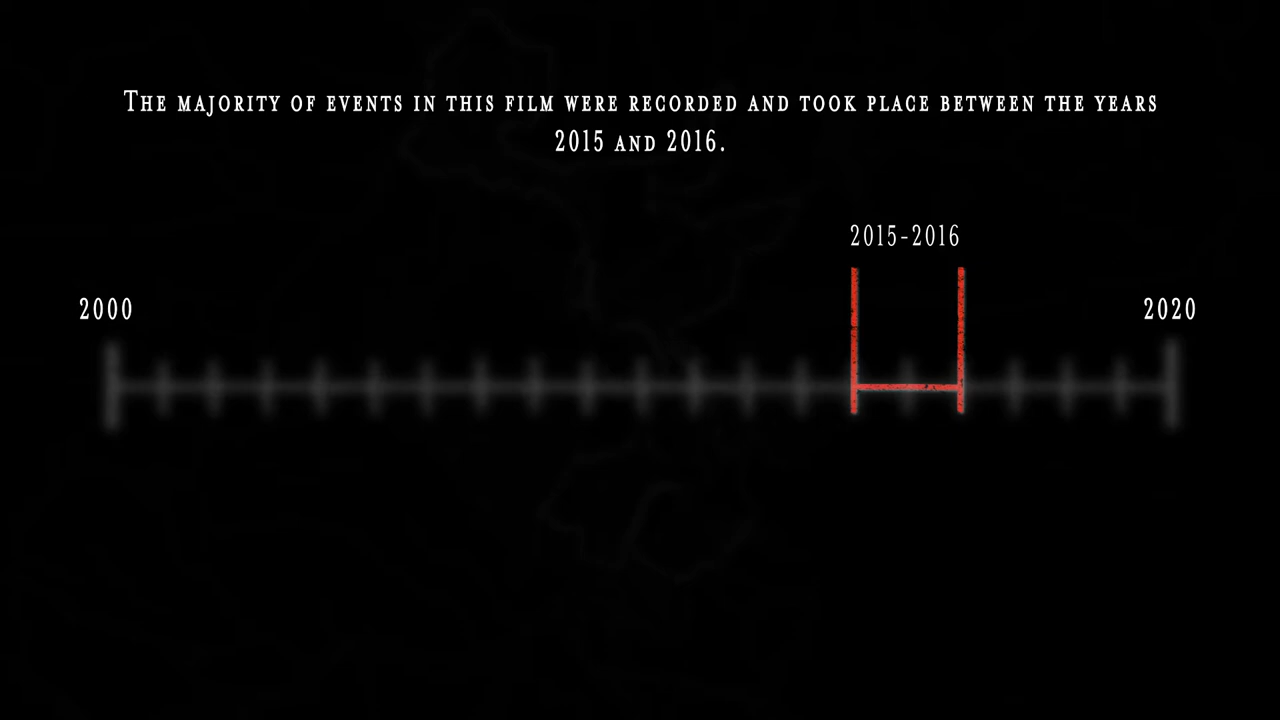 The majority of events in this film were recorded and took place between the years
2015 and 2016.
2015-2016
2000
2020